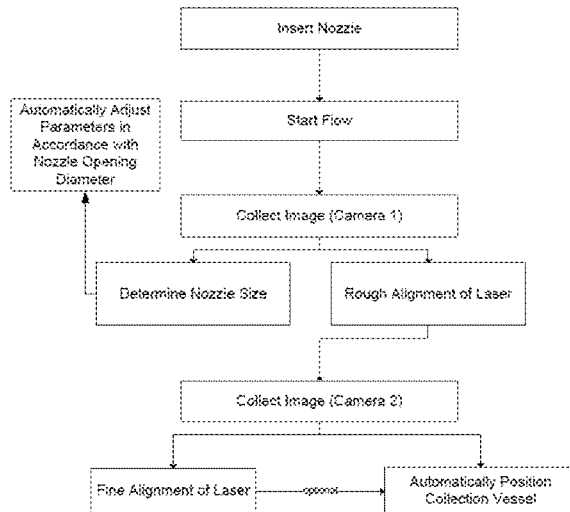 Insert Nozzle
Automatically Adjust
Parameters in
Accordance with
Nozzle Opening
Diameter
Start Flow
Collect Image (Camera 1)
Determine Nozzle Size
Rough Alignment of Laser
Collect Image (Camera 2)
Fine Alignment of Laser
optional
Automatically Position
Collection Vessel